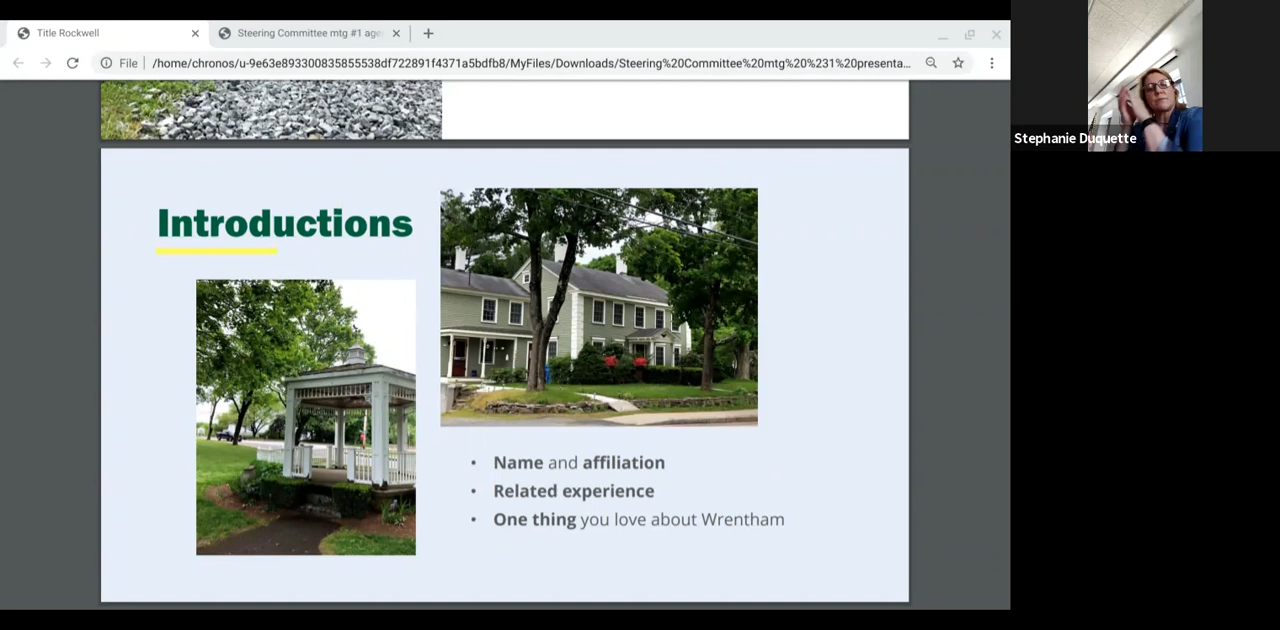 Title Rockwell
Steering Committee mtg #1 age
File
/home/chronos/u-9e63e893300835855538df722891f4371a5bdfb8/MyFiles/Downloads/Steering%20Committee%20mtg%20%231%20presenta...
Stephanie Duquette
Introductions
• Name and affiliation
• Related experience
• One thing you love about Wrentham